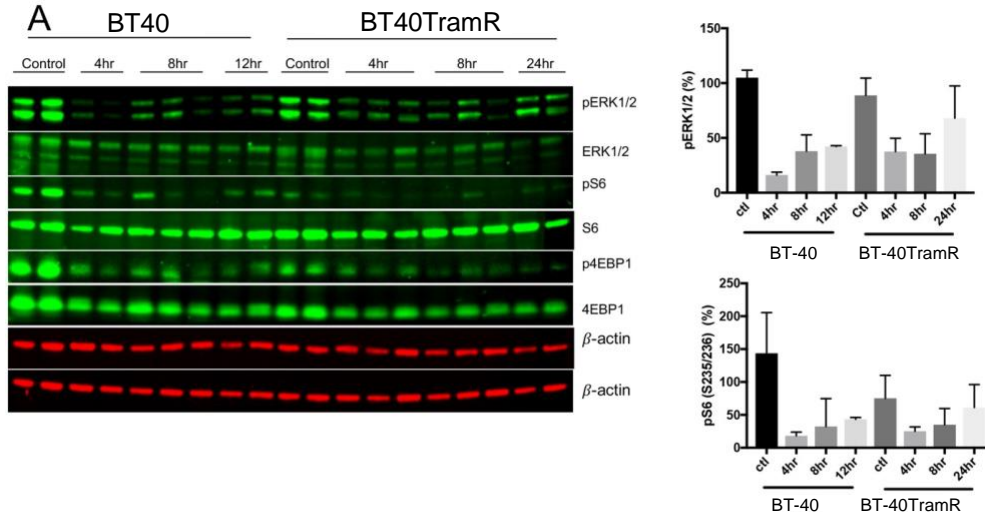 A
BT40 BT40TramR
Control 4hr 8hr 12hr Control 4hr 8hr 24hr
pERK1/2
ERK1/2
pS6
S6
p4EBP1
4EBP1
β-actin
β-actin
pERK1/2 (%)
150
100
50
0
ctl 4hr 8hr 12hr Ctl 4hr 8hr 24hr
BT-40 BT-40TramR
pS6 (S235/236) (%)
250
200
150
100
50
0
ctl 4hr 8hr 12hr ctl 4hr 8hr 24hr
BT-40 BT-40TramR